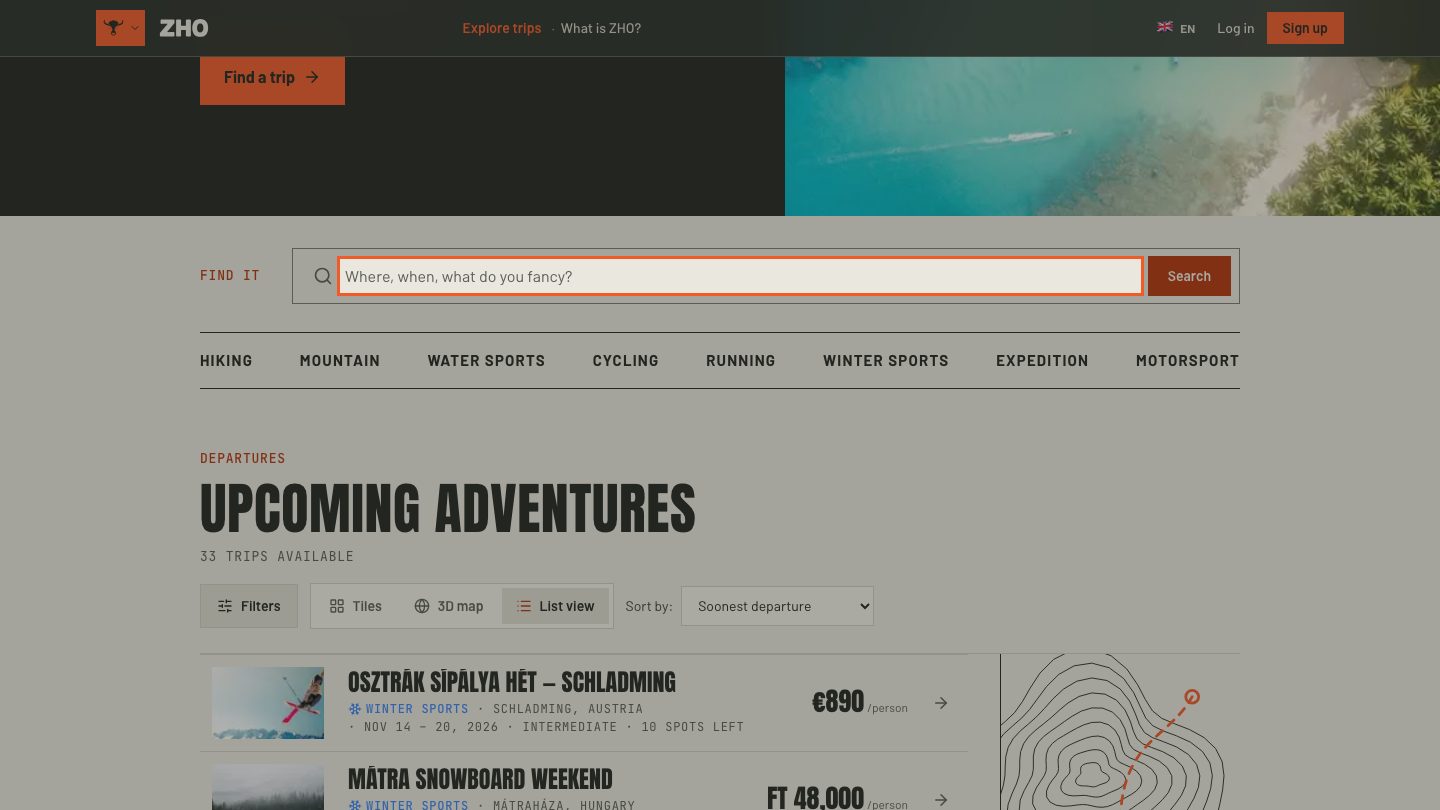 ZHO
Explore trips · What is ZHO?
EN
Log in
Sign up
Find a trip
FIND IT
Where, when, what do you fancy?
Search
HIKING
MOUNTAIN
WATER SPORTS
CYCLING
RUNNING
WINTER SPORTS
EXPEDITION
MOTORSPORT
DEPARTURES
UPCOMING ADVENTURES
33 TRIPS AVAILABLE
Filters
Tiles
3D map
List view
Sort by:
Soonest departure
OSZTRÁK SÍPÁLYA HÉT – SCHLADMING
WINTER SPORTS · SCHLADMING, AUSTRIA
· NOV 14 – 20, 2026 · INTERMEDIATE · 10 SPOTS LEFT
€890 /person
MÁTRA SNOWBOARD WEEKEND
WINTER SPORTS · MÁTRAHÁZA, HUNGARY
FT 48,000 /person